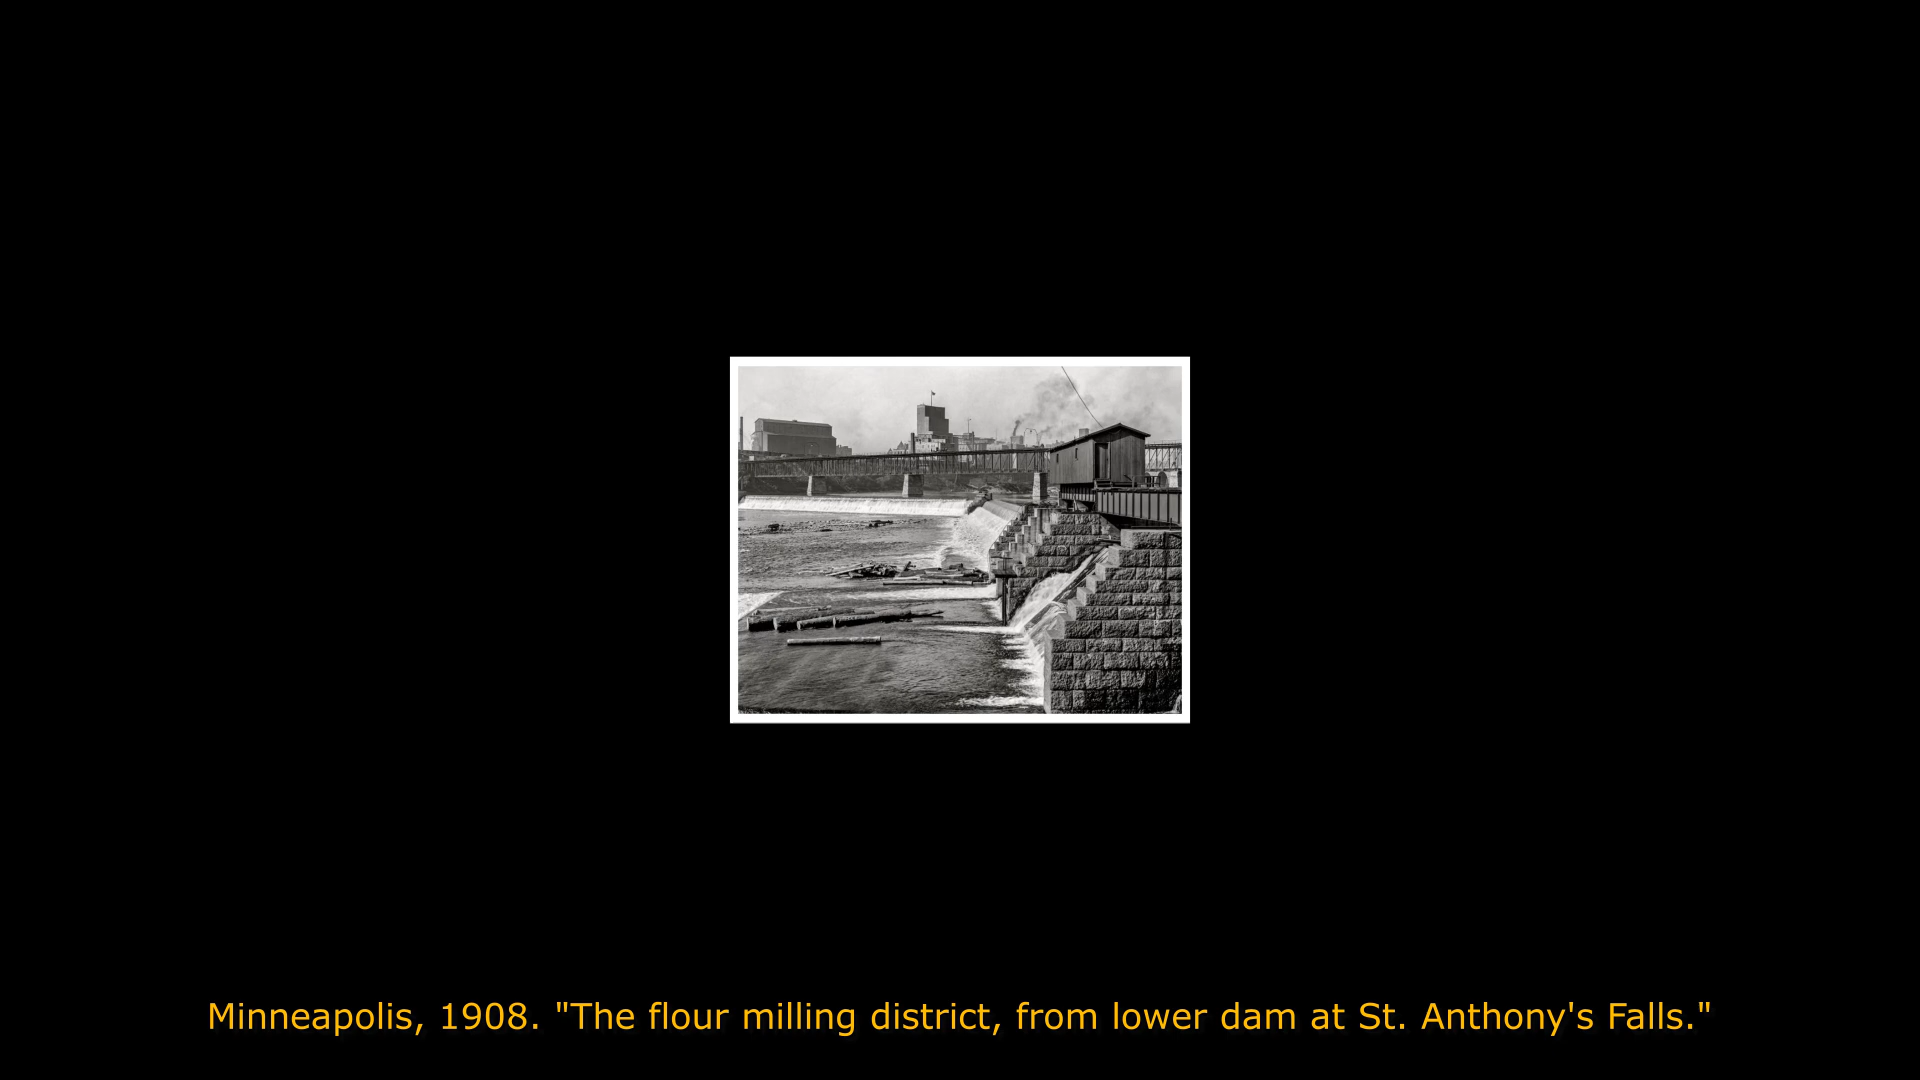 Minneapolis, 1908. "The flour milling district, from lower dam at St. Anthony's Falls."